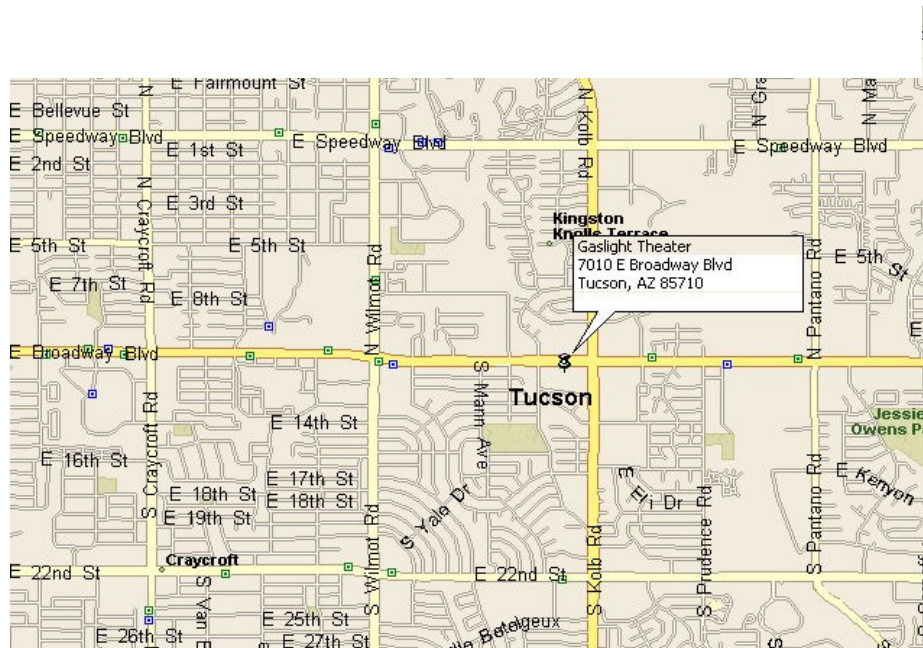 E Fairmount St
N
N Kolb Rd
N Gra
N Ma
E Bellevue St
E Speedway Blvd
E Speedway Blvd
E Speedway Blvd
E 1st St
E 2nd St
N Craycroft Rd
E 3rd St
Kingston
Knolls Terrace
E 5th St
E 5th St
N Wilmot Rd
Gaslight Theater
7010 E Broadway Blvd
Tucson, AZ 85710
N Pantano Rd
E 5th St
E 7th St
E 8th St
E
E Broadway Blvd
S Mann Ave
Tucson
S Craycroft Rd
E 14th St
Jessie
Owens P
E 16th St
E 17th St
E 18th St
E 18th St
E 19th St
S Yale Dr
E Eli Dr
S Prudence Rd
S Pantano Rd
E Kenyon
S Wilmot Rd
S Kolb Rd
Craycroft
E 22nd St
E 22nd St
S Van
E 25th St
E 26th St
E 27th St
Betelgeux
S
S